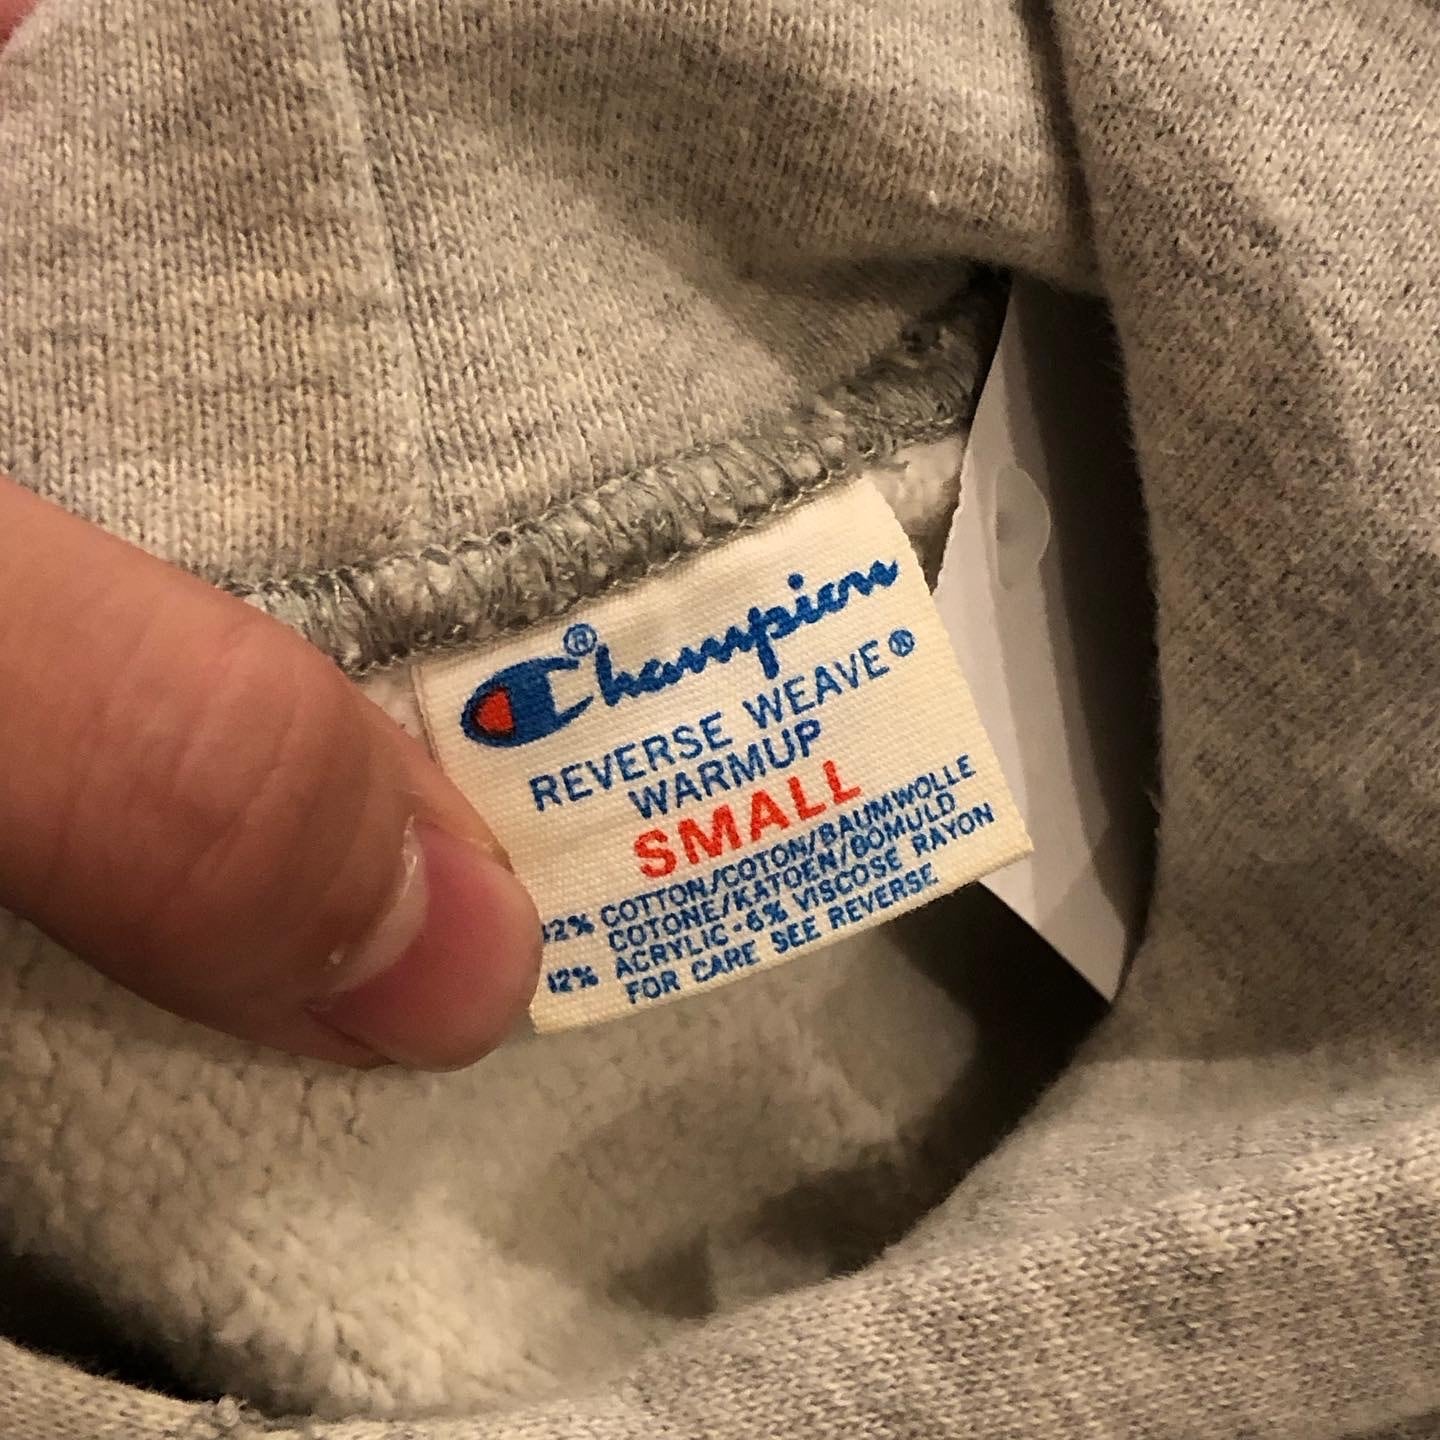 Champion®
REVERSE WEAVE®
WARMUP
SMALL
COTTON/COTON/BAUMWOLLE
COTONE/KATOEN/BOMULD
12% ACRYLIC-6% VISCOSE RAYON
FOR CARE SEE REVERSE